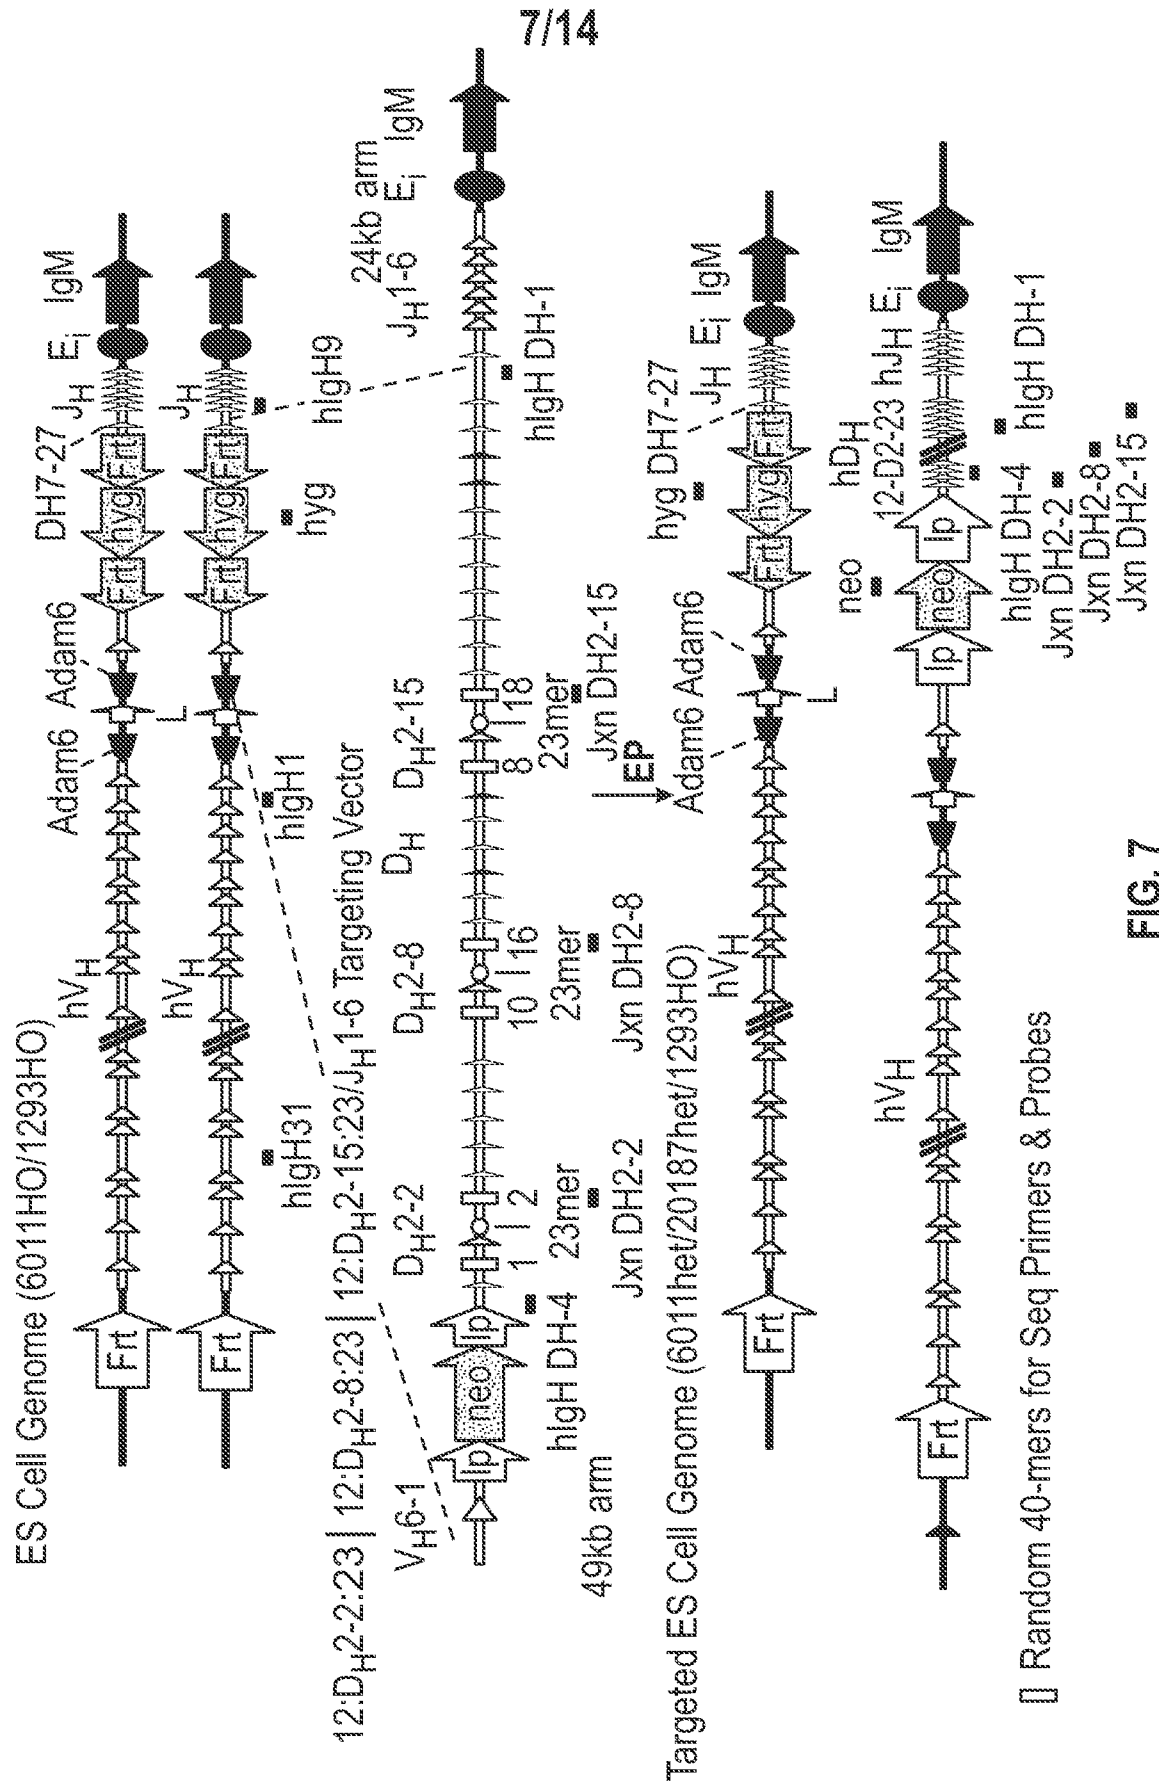 7/14
ES Cell Genome (6011HO/1293HO)
hVH Adam6 Adam6 DH7-27 JH Ei IgM
Frt Frt hyg Frt
L
hVH JH
Frt Frt hyg Frt
hIgH31 hIgH1 hyg hIgH9
12:DH2-2:23 | 12:DH2-8:23 | 12:DH2-15:23/JH1-6 Targeting Vector
24kb arm
VH6-1 DH2-2 DH2-8 DH DH2-15 JH1-6 Ei IgM
lp neo lp
1 2 10 16 8 18
hIgH DH-4 23mer 23mer 23mer hIgH DH-1
49kb arm Jxn DH2-2 Jxn DH2-8 Jxn DH2-15
EP
Targeted ES Cell Genome (6011het/20187het/1293HO)
hVH Adam6 Adam6 hyg DH7-27 JH Ei IgM
Frt Frt hyg Frt
L
hVH neo hDH
12-D2-23 hJH Ei IgM
Frt lp neo lp
hIgH DH-4 hIgH DH-1
Jxn DH2-2
Jxn DH2-8
Jxn DH2-15
Random 40-mers for Seq Primers & Probes
FIG. 7